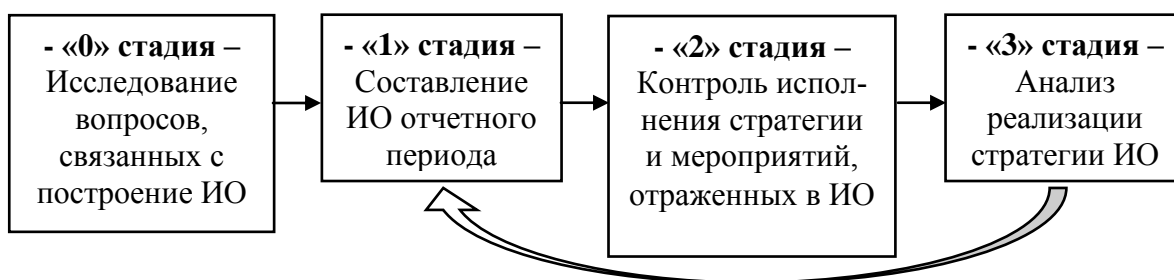 - «0» стадия –
Исследование
вопросов,
связанных с
построение ИО
- «1» стадия –
Составление
ИО отчетного
периода
- «2» стадия –
Контроль испол-
нения стратегии
и мероприятий,
отраженных в ИО
- «3» стадия –
Анализ
реализации
стратегии ИО